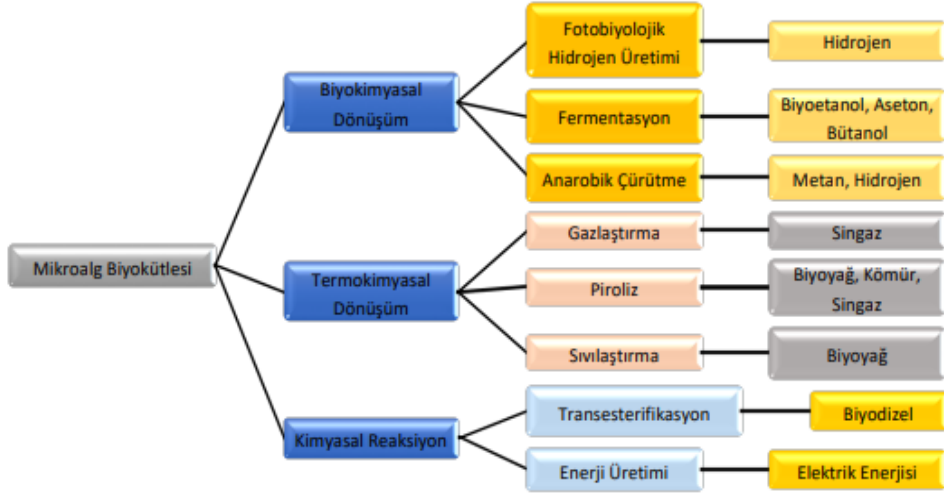 Fotobiyolojik
Hidrojen Üretimi
Hidrojen
Biyokimyasal
Dönüşüm
Fermentasyon
Biyoetanol, Aseton,
Bütanol
Anarobik Çürütme
Metan, Hidrojen
Mikroalg Biyokütlesi
Termokimyasal
Dönüşüm
Gazlaştırma
Singaz
Piroliz
Biyoyağ, Kömür,
Singaz
Sıvılaştırma
Biyoyağ
Kimyasal Reaksiyon
Transesterifikasyon
Biyodizel
Enerji Üretimi
Elektrik Enerjisi